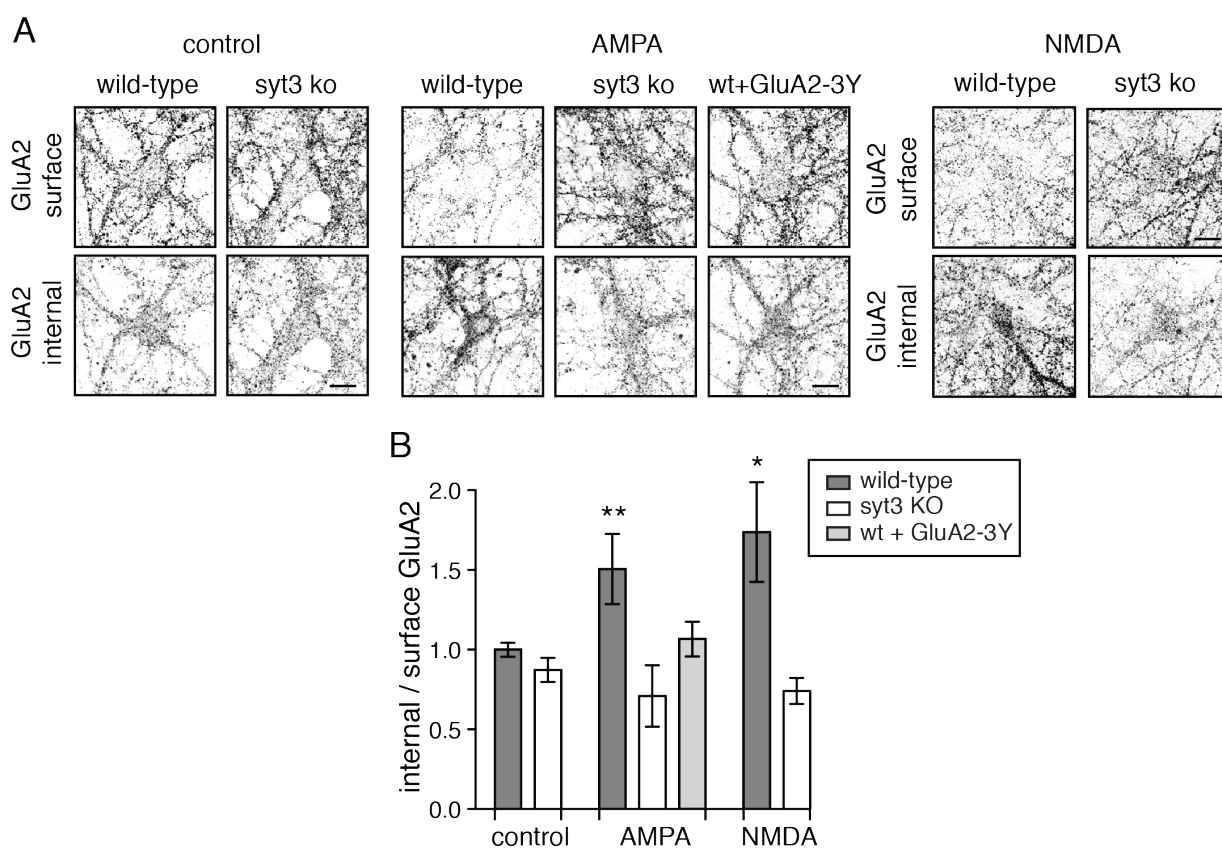 A
control
AMPA
NMDA
wild-type
syt3 ko
wild-type
syt3 ko
wt+GluA2-3Y
wild-type
syt3 ko
GluA2
surface
GluA2
surface
GluA2
internal
GluA2
internal
B
internal / surface GluA2
2.0
1.5
1.0
0.5
0.0
**
*
wild-type
syt3 KO
wt + GluA2-3Y
control
AMPA
NMDA